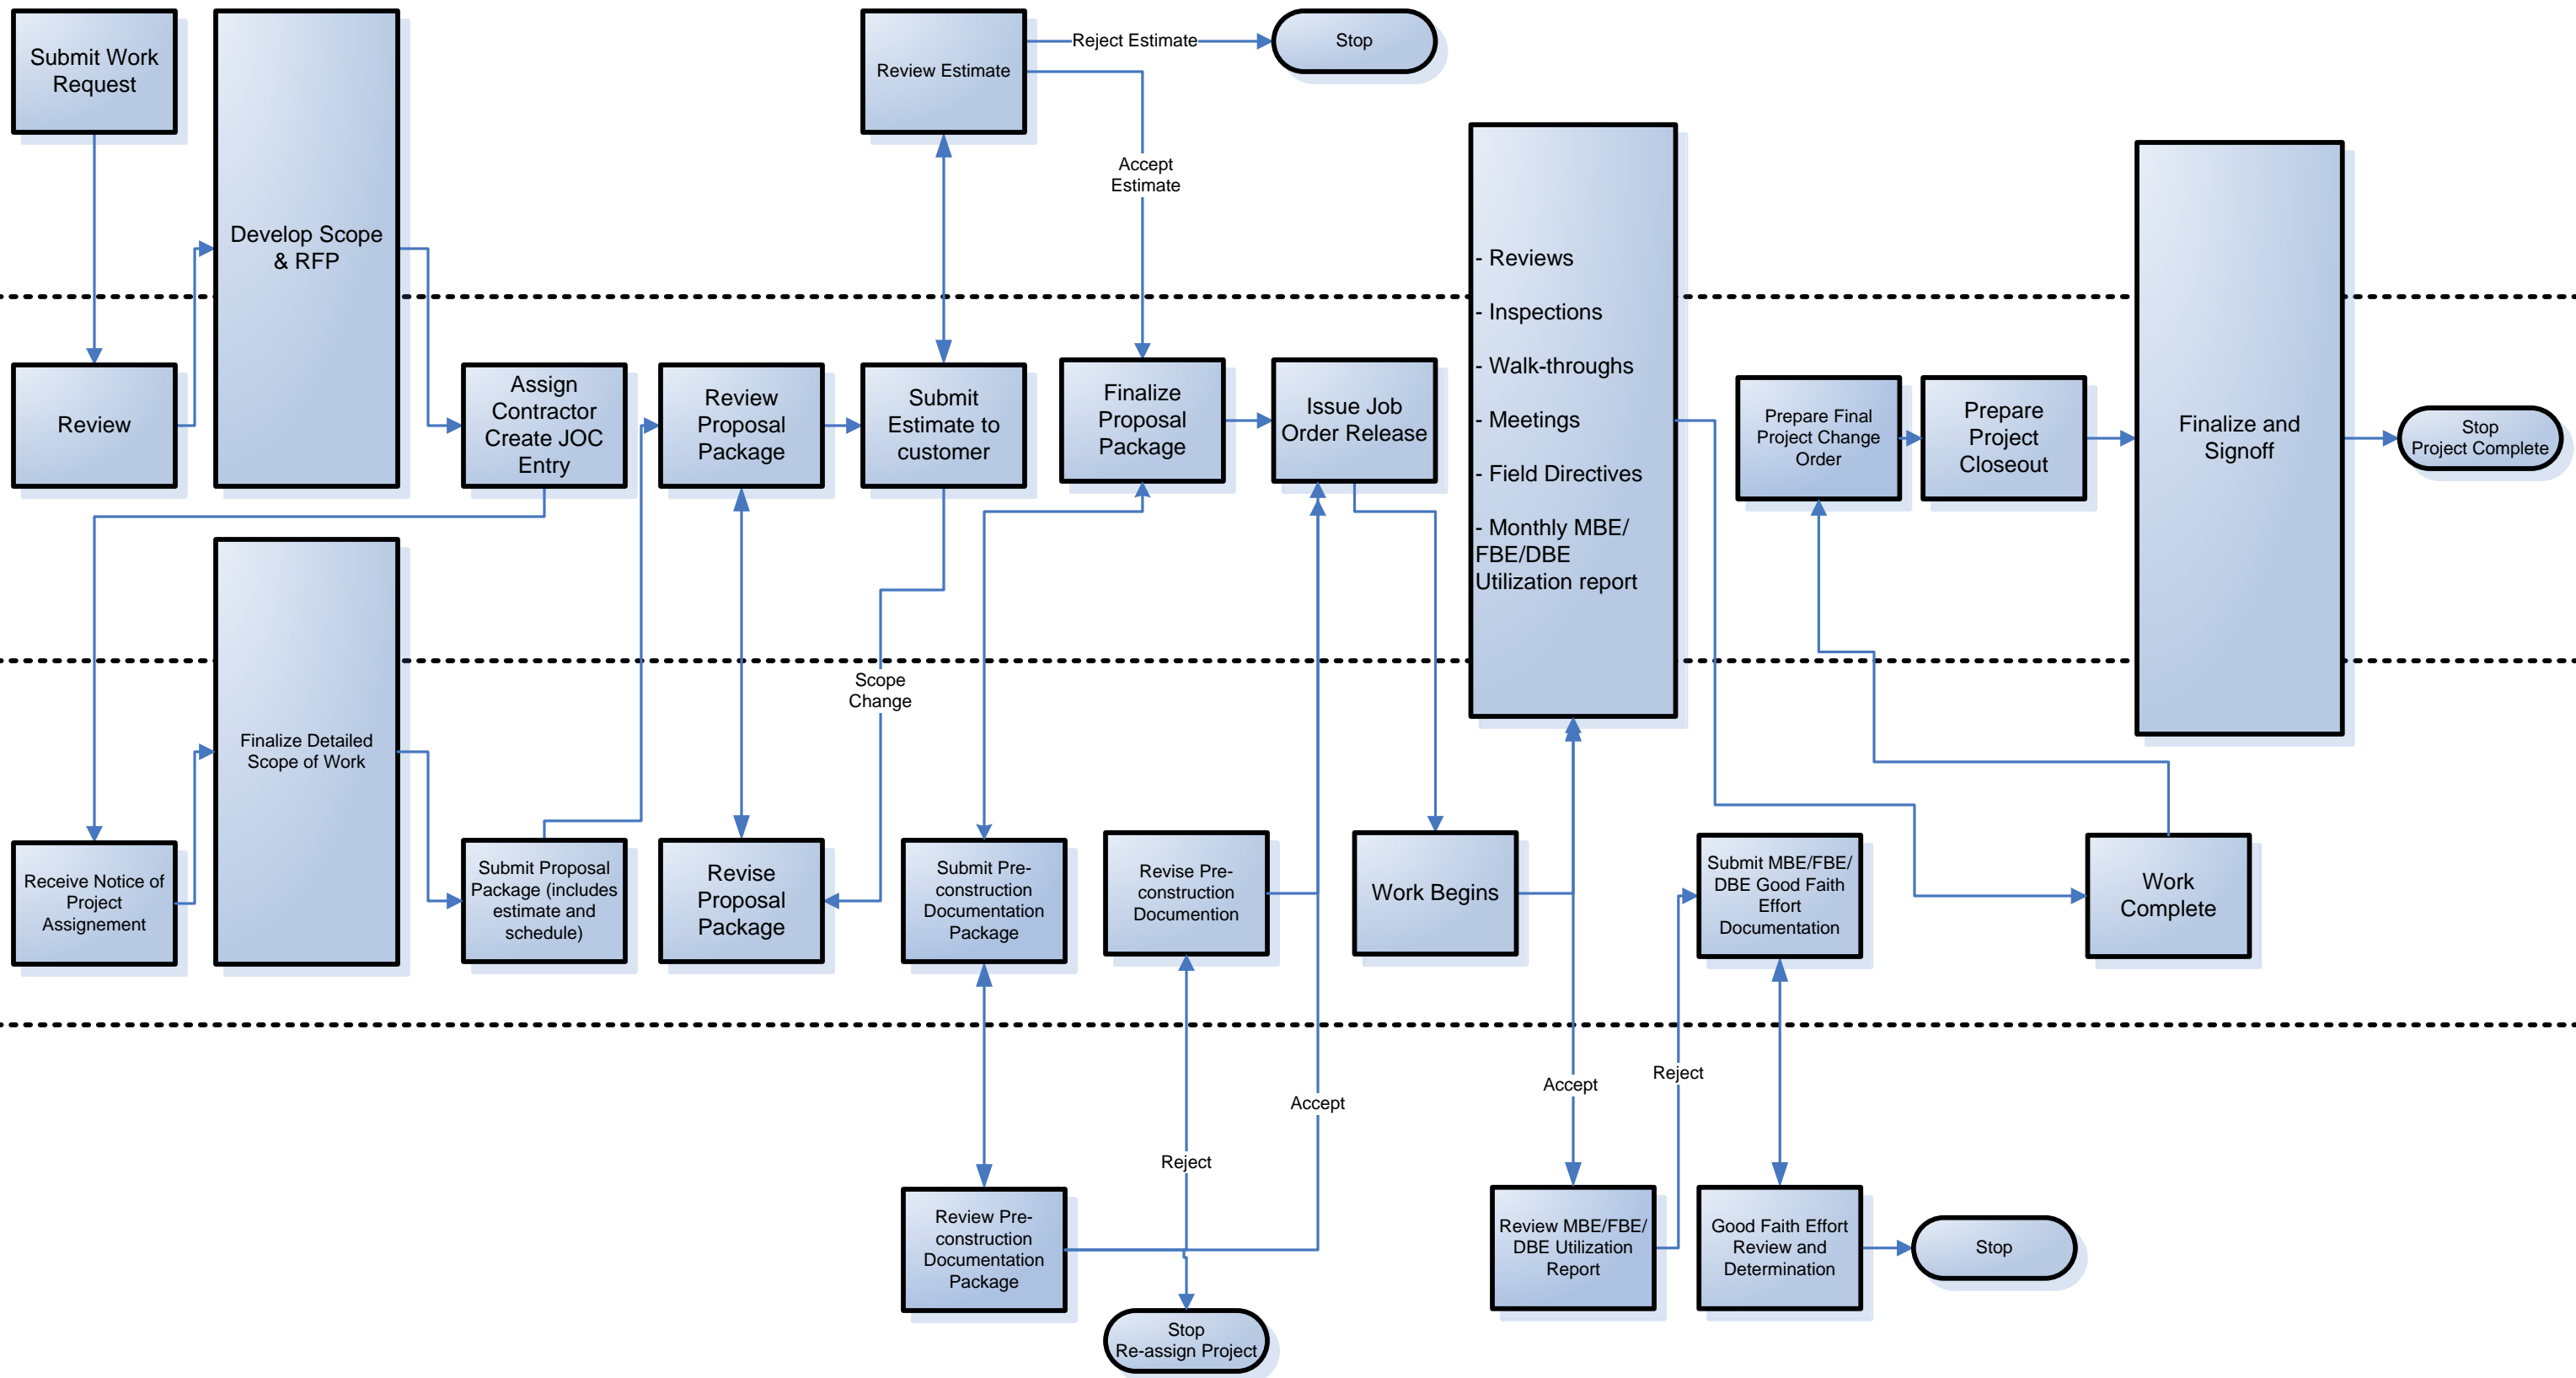 Submit Work
Request
Develop Scope
& RFP
Review Estimate
Reject Estimate
Stop
Accept
Estimate
Review
Assign
Contractor
Create JOC
Entry
Review
Proposal
Package
Submit
Estimate to
customer
Finalize
Proposal
Package
Issue Job
Order Release
- Reviews
- Inspections
- Walk-throughs
- Meetings
- Field Directives
- Monthly MBE/
FBE/DBE
Utilization report
Prepare Final
Project Change
Order
Prepare
Project
Closeout
Finalize and
Signoff
Stop
Project Complete
Scope
Change
Receive Notice of
Project
Assignement
Finalize Detailed
Scope of Work
Submit Proposal
Package (includes
estimate and
schedule)
Revise
Proposal
Package
Submit Pre-
construction
Documentation
Package
Revise Pre-
construction
Documention
Work Begins
Submit MBE/FBE/
DBE Good Faith
Effort
Documentation
Work
Complete
Reject
Accept
Accept
Reject
Review Pre-
construction
Documentation
Package
Stop
Re-assign Project
Review MBE/FBE/
DBE Utilization
Report
Good Faith Effort
Review and
Determination
Stop